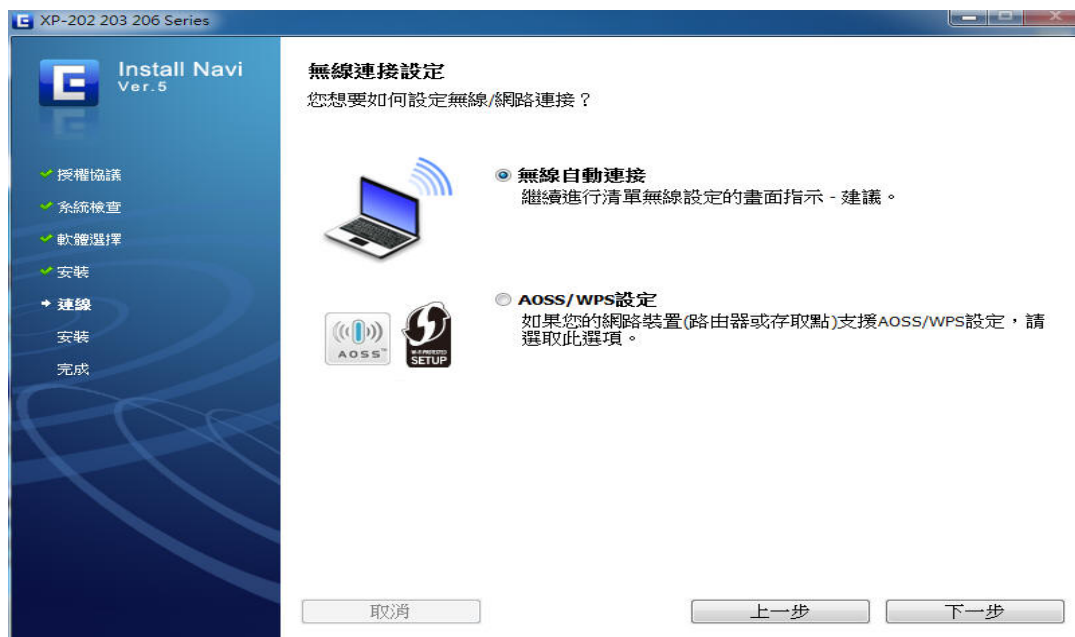 XP-202 203 206 Series
Install Navi
Ver.5
授權協議
系統檢查
軟體選擇
安裝
連線
安裝
完成
無線連接設定
您想要如何設定無線/網路連接？
無線自動連接
繼續進行清單無線設定的畫面指示 - 建議。
AOSS™
WI-FI PROTECTED
SETUP
AOSS/WPS設定
如果您的網路裝置(路由器或存取點)支援AOSS/WPS設定，請
選取此選項。
取消
上一步
下一步